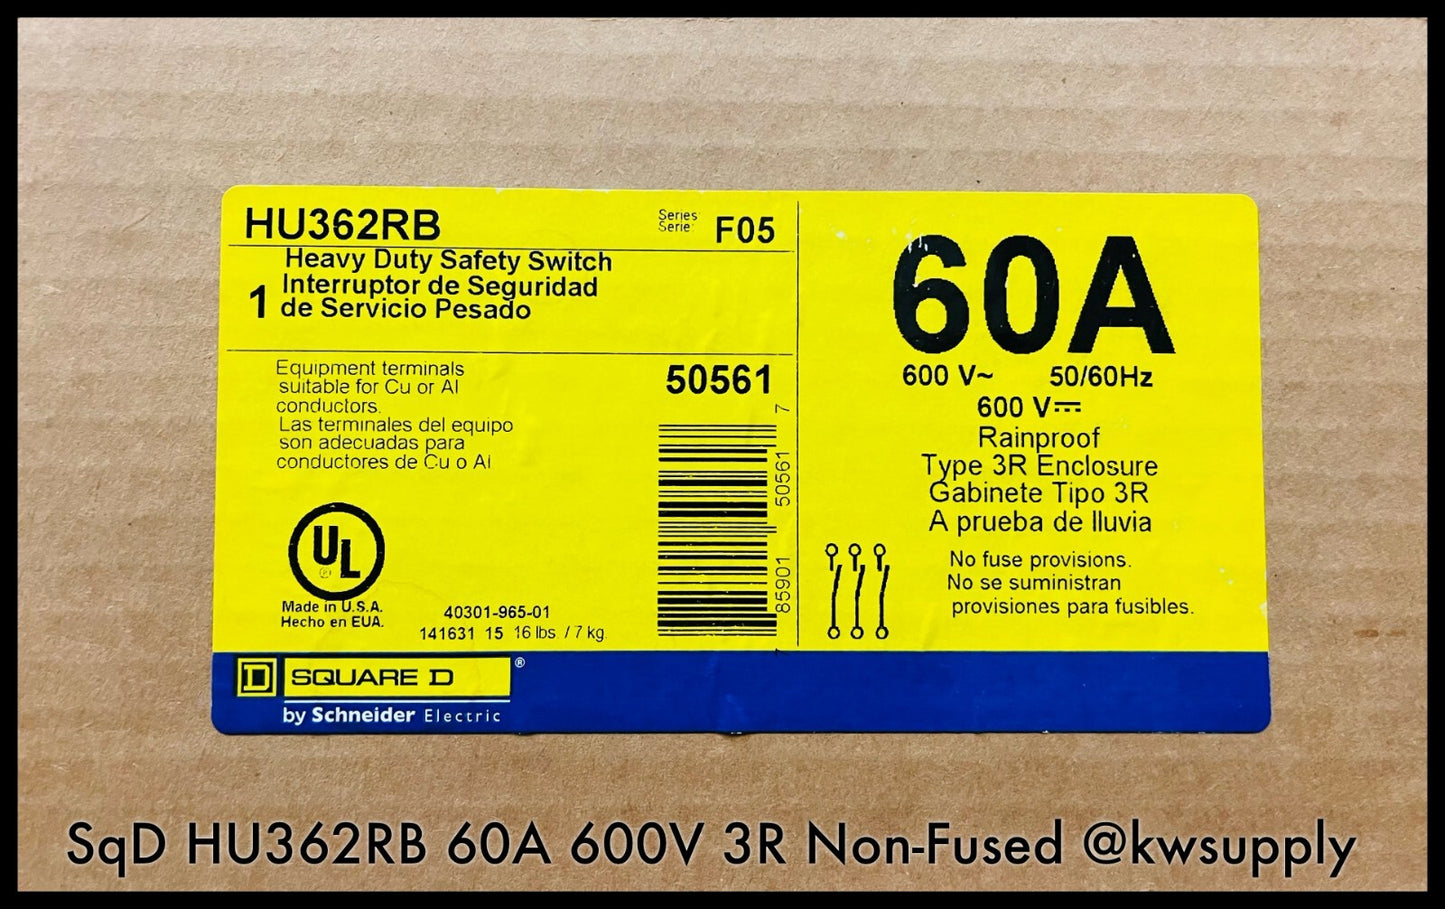 HU362RB
Series
Serie
F05
1
Heavy Duty Safety Switch
Interruptor de Seguridad
de Servicio Pesado
Equipment terminals
suitable for Cu or Al
conductors.
Las terminales del equipo
son adecuadas para
conductores de Cu o Al
50561
85901 50561 7
UL
Made in U.S.A.
Hecho en EUA.
40301-965-01
141631 15 16 lbs. / 7 kg.
60A
600 V~ 50/60Hz
600 V⎓
Rainproof
Type 3R Enclosure
Gabinete Tipo 3R
A prueba de lluvia
No fuse provisions.
No se suministran
provisiones para fusibles.
D SQUARE D ®
by Schneider Electric
SqD HU362RB 60A 600V 3R Non-Fused @kwsupply